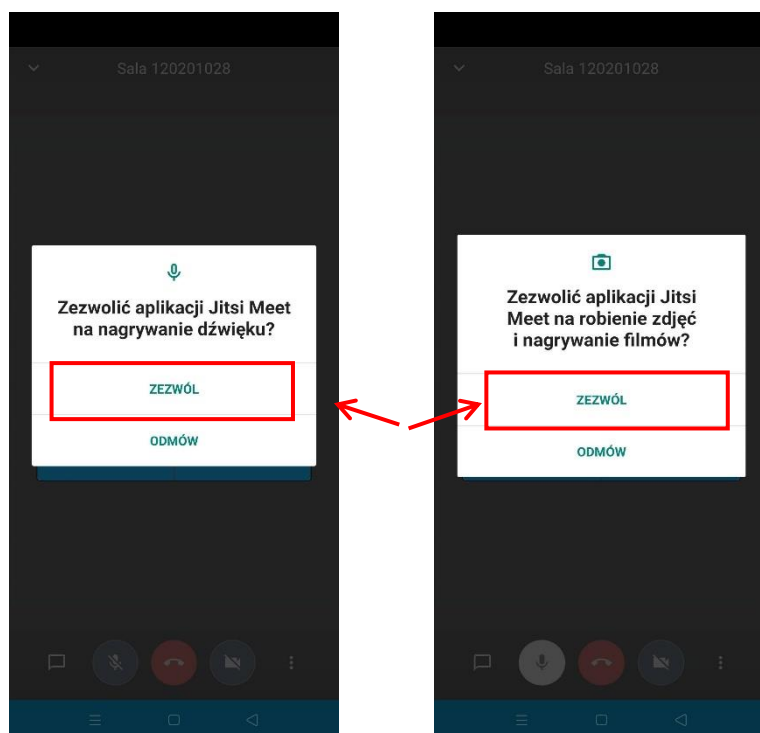 Sala 120201028
Zezwolić aplikacji Jitsi Meet
na nagrywanie dźwięku?
ZEZWÓL
ODMÓW
Sala 120201028
Zezwolić aplikacji Jitsi
Meet na robienie zdjęć
i nagrywanie filmów?
ZEZWÓL
ODMÓW